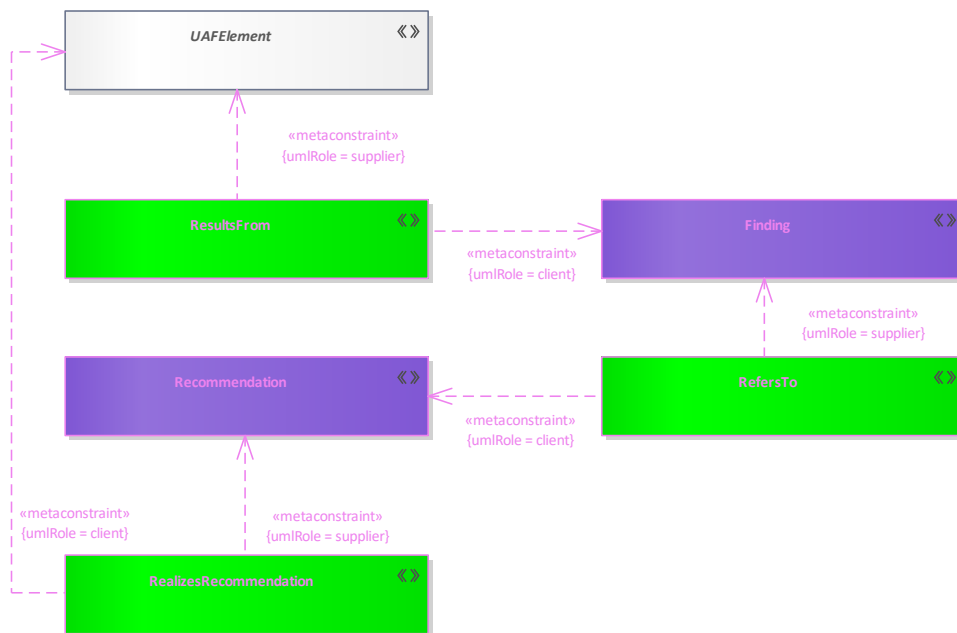 UAFElement
«metaconstraint»
{umlRole = supplier}
ResultsFrom
Finding
«metaconstraint»
{umlRole = client}
«metaconstraint»
{umlRole = supplier}
Recommendation
RefersTo
«metaconstraint»
{umlRole = client}
«metaconstraint»
{umlRole = client}
«metaconstraint»
{umlRole = supplier}
RealizesRecommendation